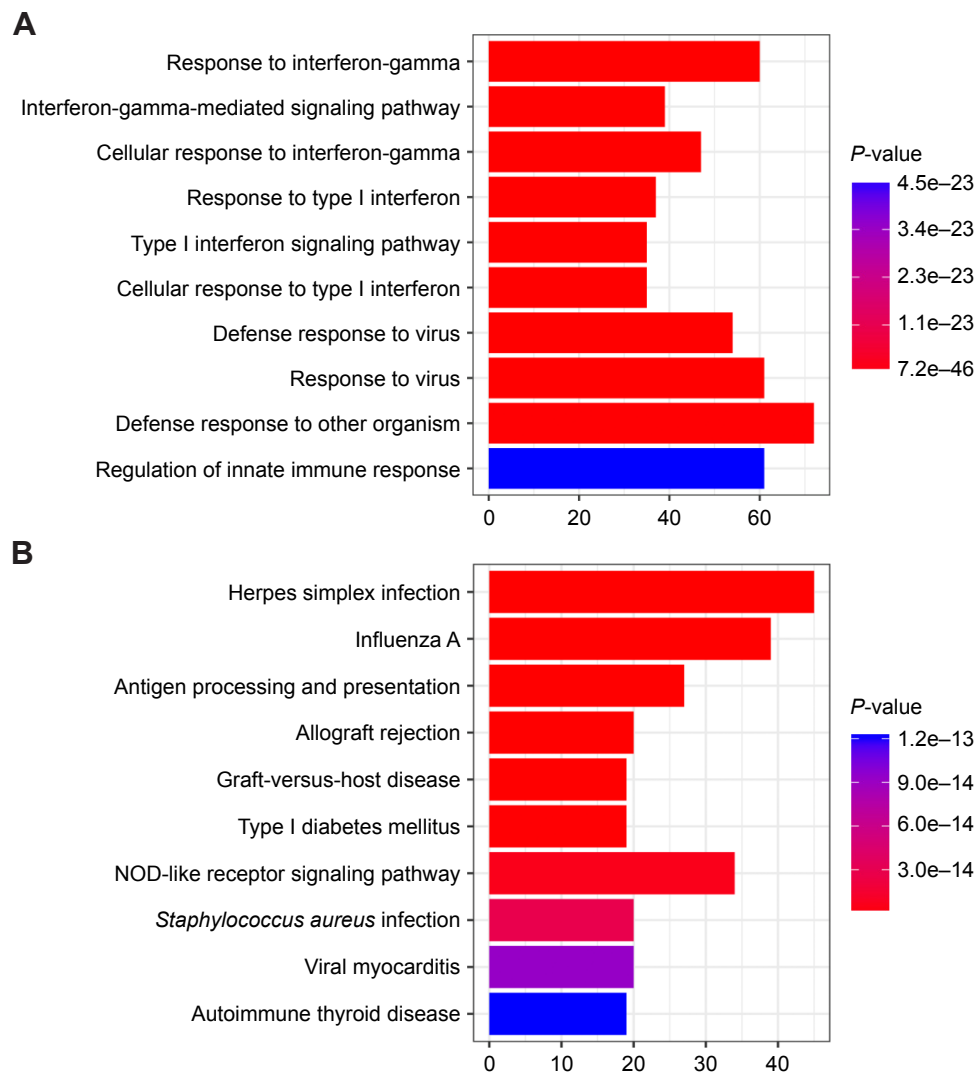 A
Response to interferon-gamma
Interferon-gamma-mediated signaling pathway
Cellular response to interferon-gamma
Response to type I interferon
Type I interferon signaling pathway
Cellular response to type I interferon
Defense response to virus
Response to virus
Defense response to other organism
Regulation of innate immune response
0 20 40 60
P-value
4.5e–23
3.4e–23
2.3e–23
1.1e–23
7.2e–46
B
Herpes simplex infection
Influenza A
Antigen processing and presentation
Allograft rejection
Graft-versus-host disease
Type I diabetes mellitus
NOD-like receptor signaling pathway
Staphylococcus aureus infection
Viral myocarditis
Autoimmune thyroid disease
0 10 20 30 40
P-value
1.2e–13
9.0e–14
6.0e–14
3.0e–14